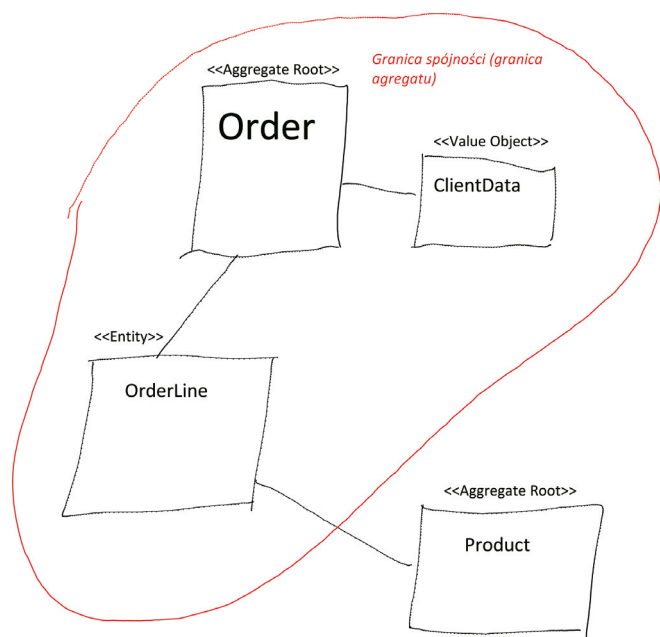 Granica spójności (granica
agregatu)
<<Aggregate Root>>
Order
<<Value Object>>
ClientData
<<Entity>>
OrderLine
<<Aggregate Root>>
Product